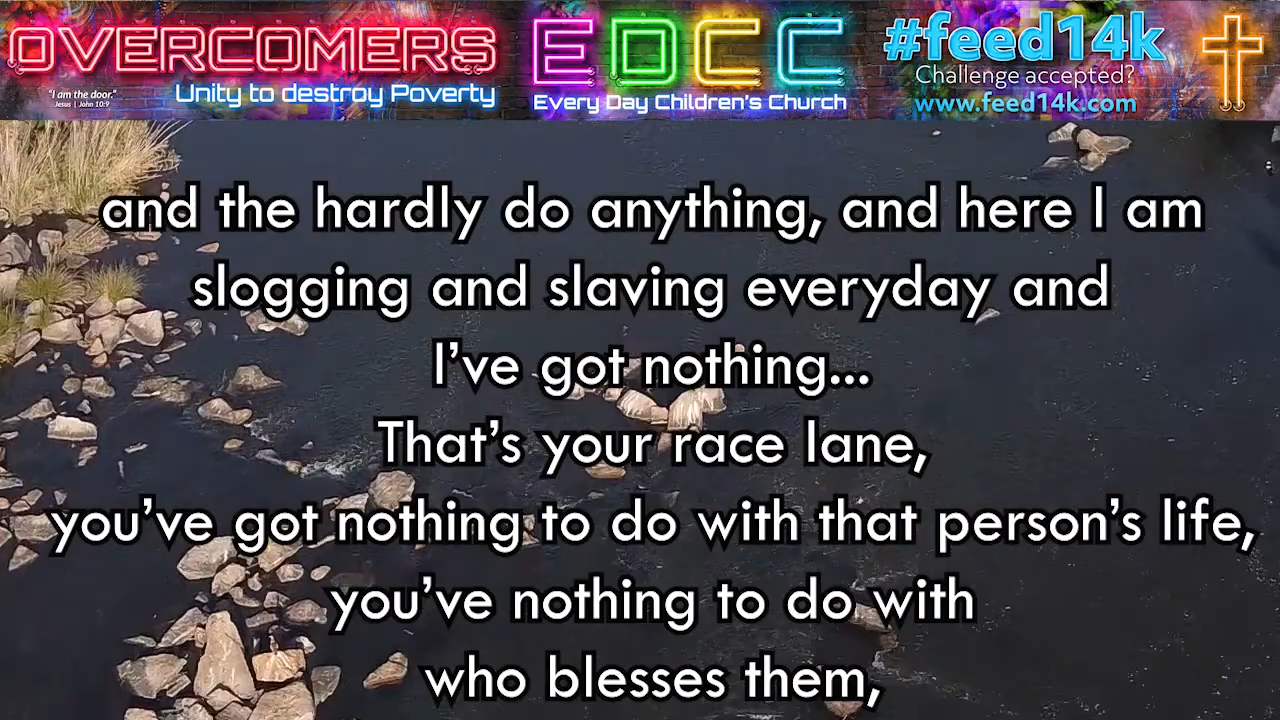 OVERCOMERS
"I am the door."
Jesus | John 10:9
Unity to destroy Poverty
EDCC
Every Day Children's Church
#feed14k
Challenge accepted?
www.feed14k.com
and the hardly do anything, and here I am
slogging and slaving everyday and
I've got nothing...
That's your race lane,
you've got nothing to do with that person's life,
you've nothing to do with
who blesses them,